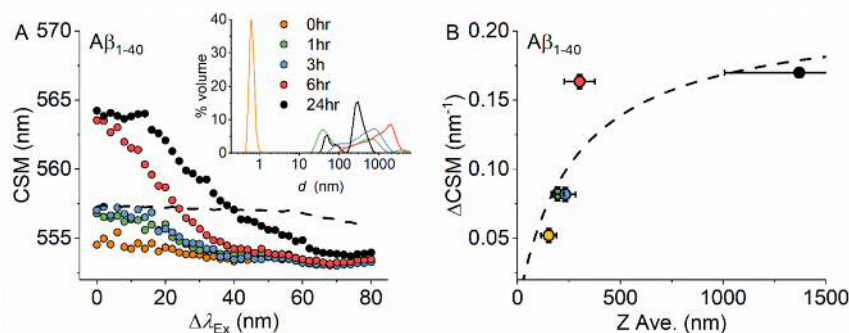 A
Aβ1-40
CSM (nm)
570
565
560
555
0
20
40
60
80
ΔλEx (nm)
% volume
40
30
20
10
0
1
100
1000
d (nm)
0hr
1hr
3h
6hr
24hr
B
Aβ1-40
ΔCSM (nm-1)
0.20
0.15
0.10
0.05
0
500
1000
1500
Z Ave. (nm)